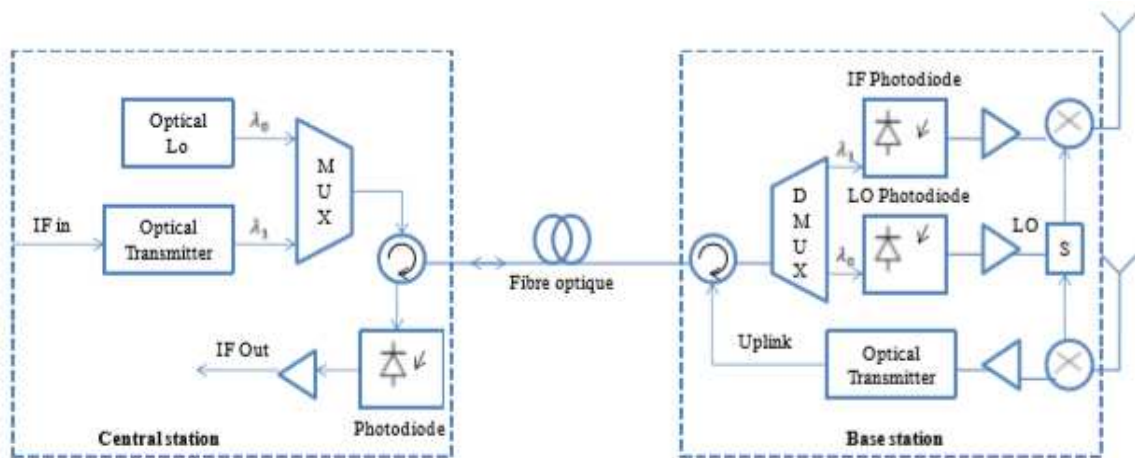 Optical
Lo
λ₀
M
U
X
IF in
Optical
Transmitter
λ₁
IF Out
Photodiode
Central station
Fibre optique
IF Photodiode
λ₁
D
M
U
X
LO Photodiode
λ₀
LO
S
Uplink
Optical
Transmitter
Base station